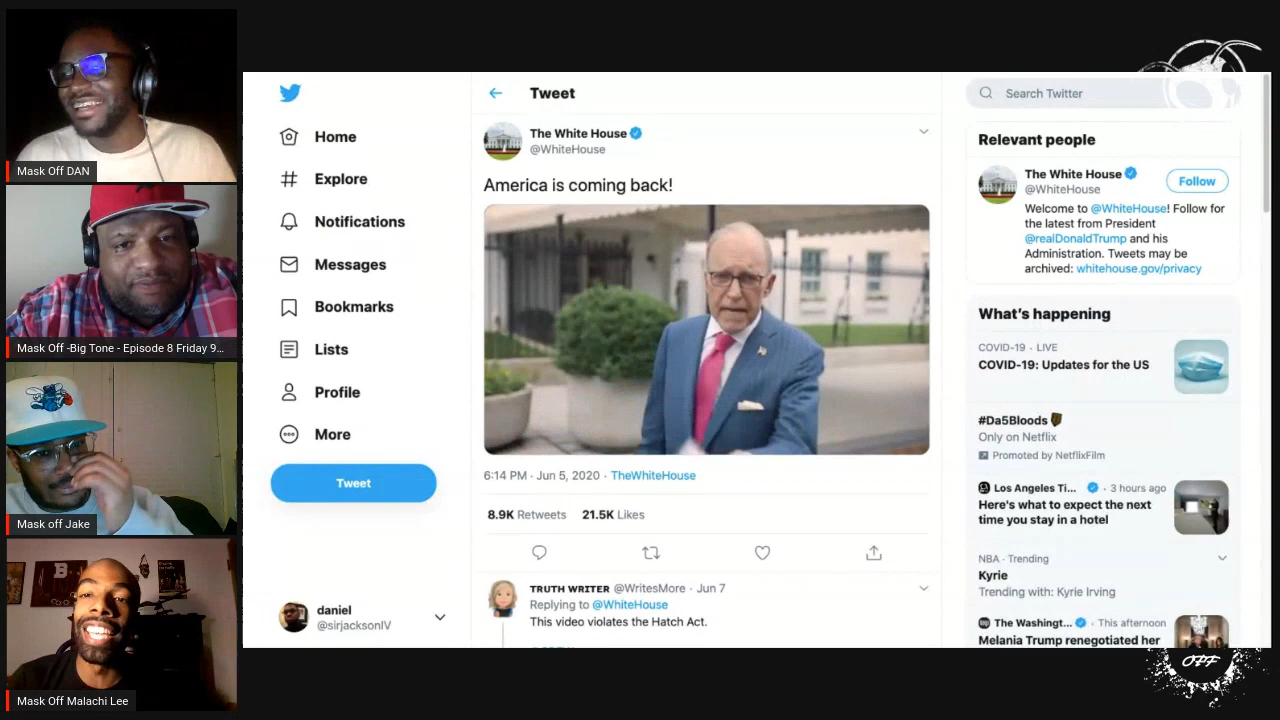 Mask Off DAN
Mask Off -Big Tone - Episode 8 Friday 9...
Mask off Jake
B
Mask Off Malachi Lee
Home
Explore
Notifications
Messages
Bookmarks
Lists
Profile
More
Tweet
daniel
@sirjacksonIV
Tweet
The White House
@WhiteHouse
America is coming back!
6:14 PM · Jun 5, 2020 · TheWhiteHouse
8.9K Retweets 21.5K Likes
TRUTH WRITER @WritesMore · Jun 7
Replying to @WhiteHouse
This video violates the Hatch Act.
Search Twitter
Relevant people
The White House
@WhiteHouse
Follow
Welcome to @WhiteHouse! Follow for
the latest from President
@realDonaldTrump and his
Administration. Tweets may be
archived: whitehouse.gov/privacy
What's happening
COVID-19 · LIVE
COVID-19: Updates for the US
#Da5Bloods
Only on Netflix
Promoted by NetflixFilm
Los Angeles Ti... · 3 hours ago
Here's what to expect the next
time you stay in a hotel
NBA · Trending
Kyrie
Trending with: Kyrie Irving
The Washingt... · This afternoon
Melania Trump renegotiated her
OFF